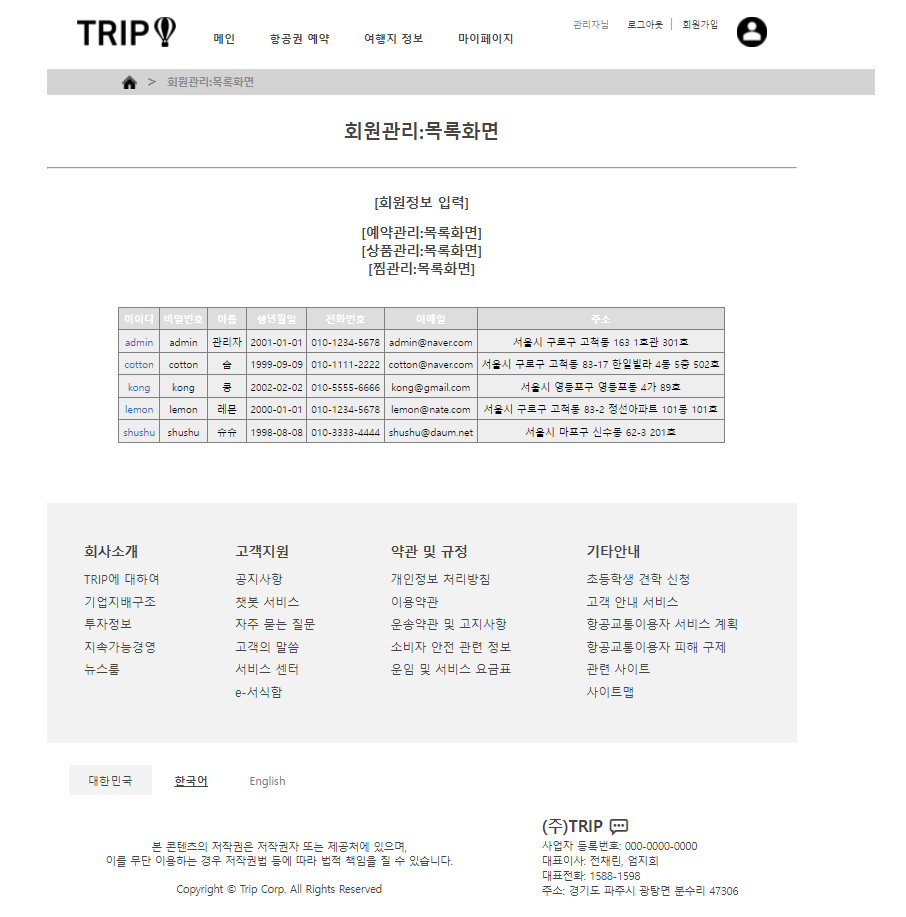 TRIP
메인 항공권 예약 여행지 정보 마이페이지
관리자님 로그아웃 | 회원가입
> 회원관리:목록화면
회원관리:목록화면
[회원정보 입력]
[예약관리:목록화면]
[상품관리:목록화면]
[찜관리:목록화면]
아이디 비밀번호 이름 생년월일 전화번호 이메일 주소
admin admin 관리자 2001-01-01 010-1234-5678 admin@naver.com 서울시 구로구 고척동 163 1호관 301호
cotton cotton 솜 1999-09-09 010-1111-2222 cotton@naver.com 서울시 구로구 고척동 83-17 한일빌라 4동 5층 502호
kong kong 콩 2002-02-02 010-5555-6666 kong@gmail.com 서울시 영등포구 영등포동 4가 89호
lemon lemon 레몬 2000-01-01 010-1234-5678 lemon@nate.com 서울시 구로구 고척동 83-2 정선아파트 101동 101호
shushu shushu 슈슈 1998-08-08 010-3333-4444 shushu@daum.net 서울시 마포구 신수동 62-3 201호
회사소개
TRIP에 대하여
기업지배구조
투자정보
지속가능경영
뉴스룸
고객지원
공지사항
챗봇 서비스
자주 묻는 질문
고객의 말씀
서비스 센터
e-서식함
약관 및 규정
개인정보 처리방침
이용약관
운송약관 및 고지사항
소비자 안전 관련 정보
운임 및 서비스 요금표
기타안내
초등학생 견학 신청
고객 안내 서비스
항공교통이용자 서비스 계획
항공교통이용자 피해 구제
관련 사이트
사이트맵
대한민국 한국어 English
본 콘텐츠의 저작권은 저작권자 또는 제공처에 있으며,
이를 무단 이용하는 경우 저작권법 등에 따라 법적 책임을 질 수 있습니다.
Copyright © Trip Corp. All Rights Reserved
(주)TRIP
사업자 등록번호: 000-0000-0000
대표이사: 전채린, 엄지희
대표전화: 1588-1598
주소: 경기도 파주시 광탄면 분수리 47306